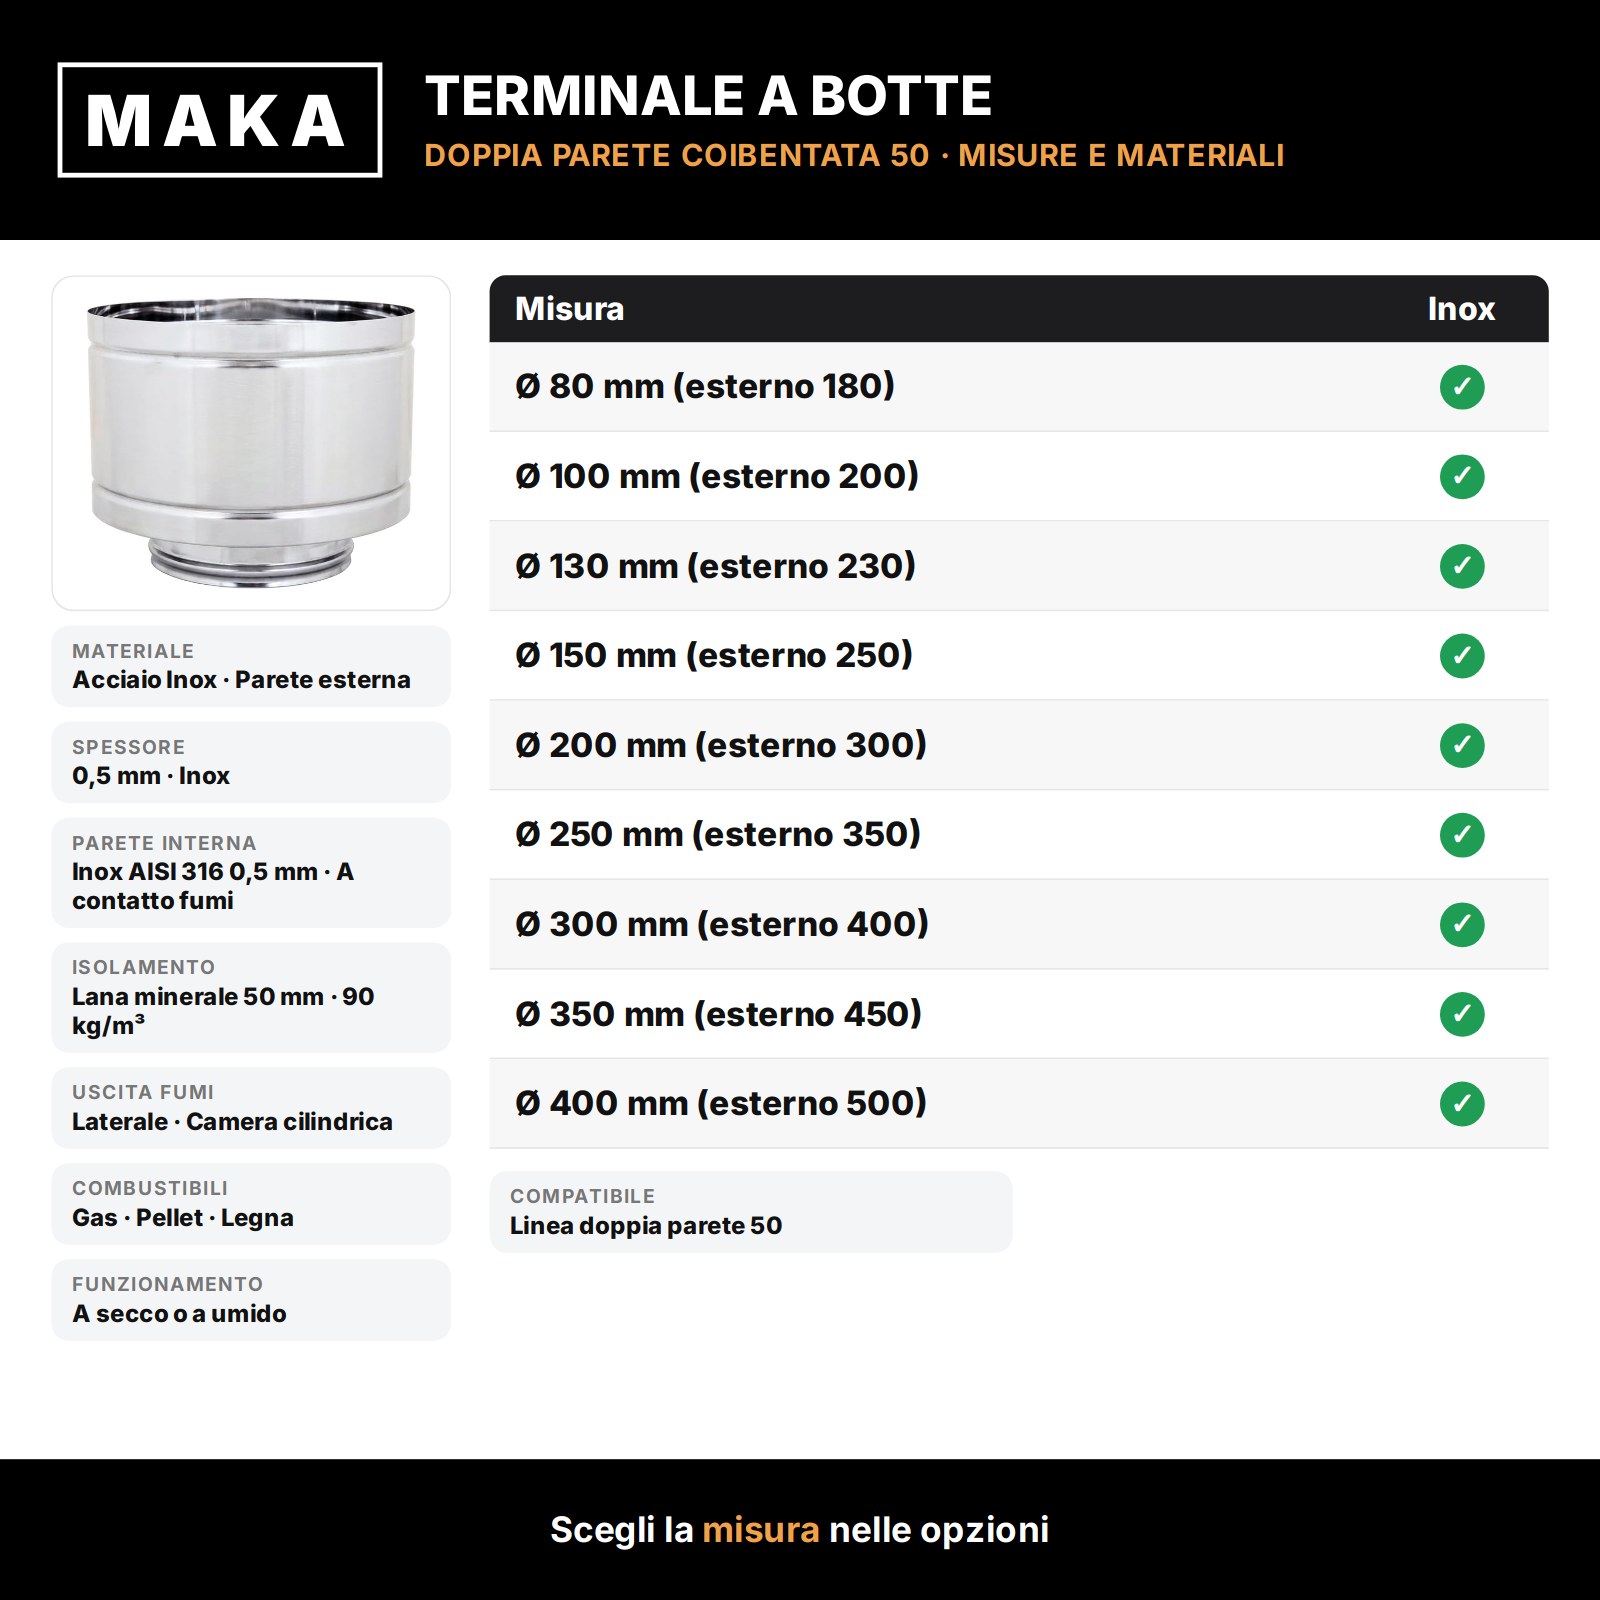 MAKA
TERMINALE A BOTTE
DOPPIA PARETE COIBENTATA 50 · MISURE E MATERIALI
MATERIALE
Acciaio Inox · Parete esterna
SPESSORE
0,5 mm · Inox
PARETE INTERNA
Inox AISI 316 0,5 mm · A
contatto fumi
ISOLAMENTO
Lana minerale 50 mm · 90
kg/m³
USCITA FUMI
Laterale · Camera cilindrica
COMBUSTIBILI
Gas · Pellet · Legna
FUNZIONAMENTO
A secco o a umido
Misura Inox
Ø 80 mm (esterno 180) ✓
Ø 100 mm (esterno 200) ✓
Ø 130 mm (esterno 230) ✓
Ø 150 mm (esterno 250) ✓
Ø 200 mm (esterno 300) ✓
Ø 250 mm (esterno 350) ✓
Ø 300 mm (esterno 400) ✓
Ø 350 mm (esterno 450) ✓
Ø 400 mm (esterno 500) ✓
COMPATIBILE
Linea doppia parete 50
Scegli la misura nelle opzioni